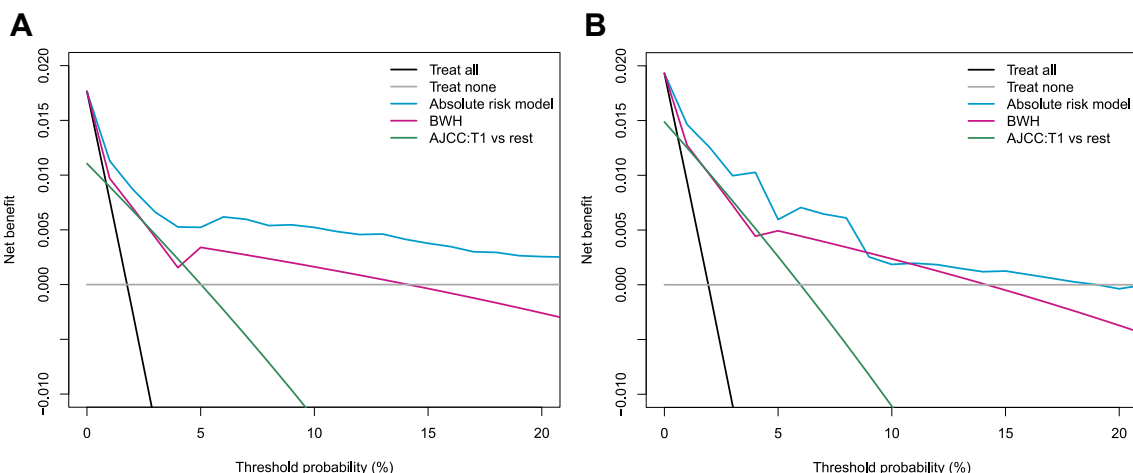 A
Net benefit
0.020
0.015
0.010
0.005
0.000
−0.010
Treat all
Treat none
Absolute risk model
BWH
AJCC:T1 vs rest
0 5 10 15 20
Threshold probability (%)
B
Net benefit
0.020
0.015
0.010
0.005
0.000
−0.010
Treat all
Treat none
Absolute risk model
BWH
AJCC:T1 vs rest
0 5 10 15 20
Threshold probability (%)